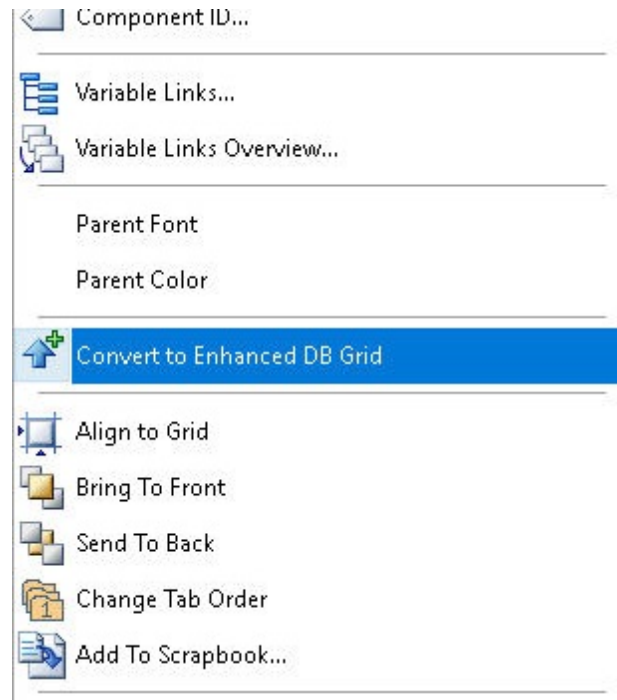 Component ID...
Variable Links...
Variable Links Overview...
Parent Font
Parent Color
Convert to Enhanced DB Grid
Align to Grid
Bring To Front
Send To Back
1
Change Tab Order
Add To Scrapbook...